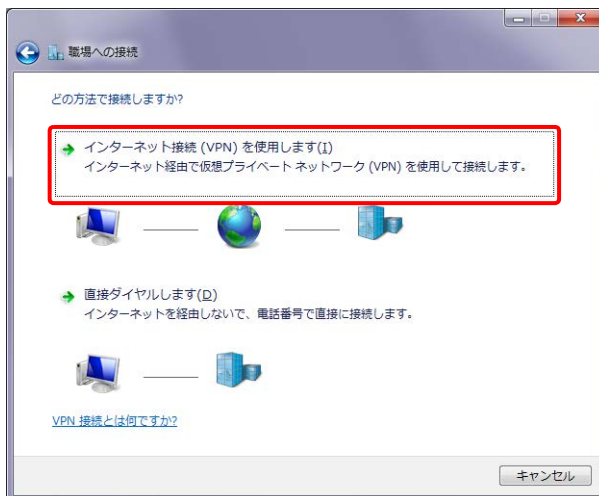 職場への接続
どの方法で接続しますか?
インターネット接続 (VPN) を使用します(I)
インターネット経由で仮想プライベート ネットワーク (VPN) を使用して接続します。
直接ダイヤルします(D)
インターネットを経由しないで、電話番号で直接に接続します。
VPN 接続とは何ですか?
キャンセル